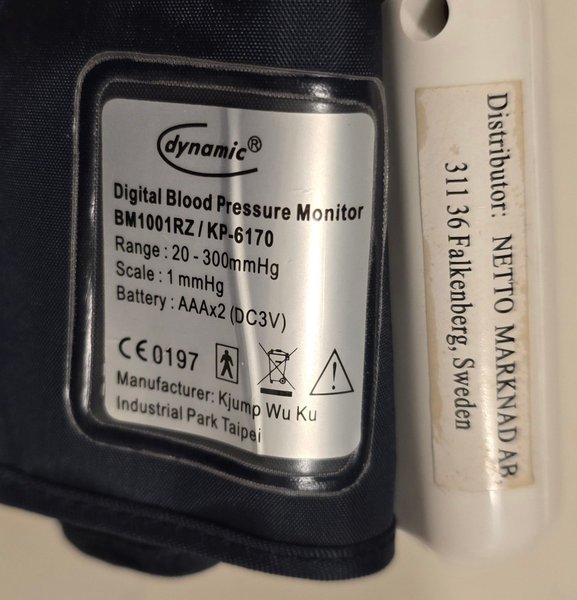 dynamic®
Digital Blood Pressure Monitor
BM1001RZ / KP-6170
Range : 20 - 300mmHg
Scale : 1 mmHg
Battery : AAAx2 (DC3V)
CE0197
Manufacturer: Kjump Wu Ku
Industrial Park Taipei
Distributor: NETTO MARKNAD AB,
311 36 Falkenberg, Sweden